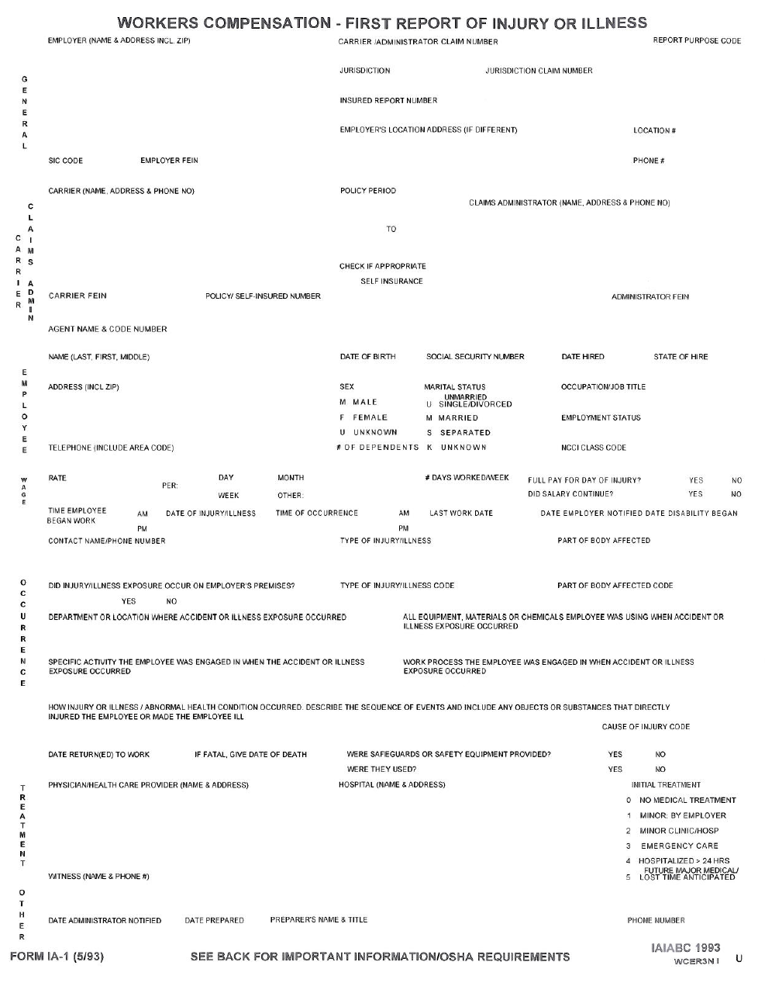 WORKERS COMPENSATION - FIRST REPORT OF INJURY OR ILLNESS
EMPLOYER (NAME & ADDRESS INCL ZIP)
CARRIER /ADMINISTRATOR CLAIM NUMBER
REPORT PURPOSE CODE
JURISDICTION
JURISDICTION CLAIM NUMBER
GENERAL
INSURED REPORT NUMBER
EMPLOYER'S LOCATION ADDRESS (IF DIFFERENT)
LOCATION #
SIC CODE
EMPLOYER FEIN
PHONE #
CARRIER (NAME, ADDRESS & PHONE NO)
POLICY PERIOD
CLAIMS ADMINISTRATOR (NAME, ADDRESS & PHONE NO)
CARRIER
CLAIMS ADMIN
TO
CHECK IF APPROPRIATE
SELF INSURANCE
CARRIER FEIN
POLICY/ SELF-INSURED NUMBER
ADMINISTRATOR FEIN
AGENT NAME & CODE NUMBER
NAME (LAST, FIRST, MIDDLE)
DATE OF BIRTH
SOCIAL SECURITY NUMBER
DATE HIRED
STATE OF HIRE
EMPLOYEE
ADDRESS (INCL ZIP)
SEX
MARITAL STATUS
OCCUPATION/JOB TITLE
UNMARRIED
M MALE
U SINGLE/DIVORCED
F FEMALE
M MARRIED
EMPLOYMENT STATUS
U UNKNOWN
S SEPARATED
TELEPHONE (INCLUDE AREA CODE)
# OF DEPENDENTS
K UNKNOWN
NCCI CLASS CODE
WAGE
RATE
PER:
DAY
MONTH
# DAYS WORKED/WEEK
FULL PAY FOR DAY OF INJURY?
YES
NO
WEEK
OTHER:
DID SALARY CONTINUE?
YES
NO
TIME EMPLOYEE
BEGAN WORK
AM
PM
DATE OF INJURY/ILLNESS
TIME OF OCCURRENCE
AM
PM
LAST WORK DATE
DATE EMPLOYER NOTIFIED
DATE DISABILITY BEGAN
CONTACT NAME/PHONE NUMBER
TYPE OF INJURY/ILLNESS
PART OF BODY AFFECTED
OCCURRENCE
DID INJURY/ILLNESS EXPOSURE OCCUR ON EMPLOYER'S PREMISES?
YES
NO
TYPE OF INJURY/ILLNESS CODE
PART OF BODY AFFECTED CODE
DEPARTMENT OR LOCATION WHERE ACCIDENT OR ILLNESS EXPOSURE OCCURRED
ALL EQUIPMENT, MATERIALS OR CHEMICALS EMPLOYEE WAS USING WHEN ACCIDENT OR
ILLNESS EXPOSURE OCCURRED
SPECIFIC ACTIVITY THE EMPLOYEE WAS ENGAGED IN WHEN THE ACCIDENT OR ILLNESS
EXPOSURE OCCURRED
WORK PROCESS THE EMPLOYEE WAS ENGAGED IN WHEN ACCIDENT OR ILLNESS
EXPOSURE OCCURRED
HOW INJURY OR ILLNESS / ABNORMAL HEALTH CONDITION OCCURRED. DESCRIBE THE SEQUENCE OF EVENTS AND INCLUDE ANY OBJECTS OR SUBSTANCES THAT DIRECTLY
INJURED THE EMPLOYEE OR MADE THE EMPLOYEE ILL
CAUSE OF INJURY CODE
DATE RETURN(ED) TO WORK
IF FATAL, GIVE DATE OF DEATH
WERE SAFEGUARDS OR SAFETY EQUIPMENT PROVIDED?
YES
NO
WERE THEY USED?
YES
NO
TREATMENT
PHYSICIAN/HEALTH CARE PROVIDER (NAME & ADDRESS)
HOSPITAL (NAME & ADDRESS)
INITIAL TREATMENT
0 NO MEDICAL TREATMENT
1 MINOR: BY EMPLOYER
2 MINOR CLINIC/HOSP
3 EMERGENCY CARE
4 HOSPITALIZED > 24 HRS
FUTURE MAJOR MEDICAL/
5 LOST TIME ANTICIPATED
WITNESS (NAME & PHONE #)
OTHER
DATE ADMINISTRATOR NOTIFIED
DATE PREPARED
PREPARER'S NAME & TITLE
PHONE NUMBER
FORM IA-1 (5/93)
SEE BACK FOR IMPORTANT INFORMATION/OSHA REQUIREMENTS
IAIABC 1993
WCER3N I
U